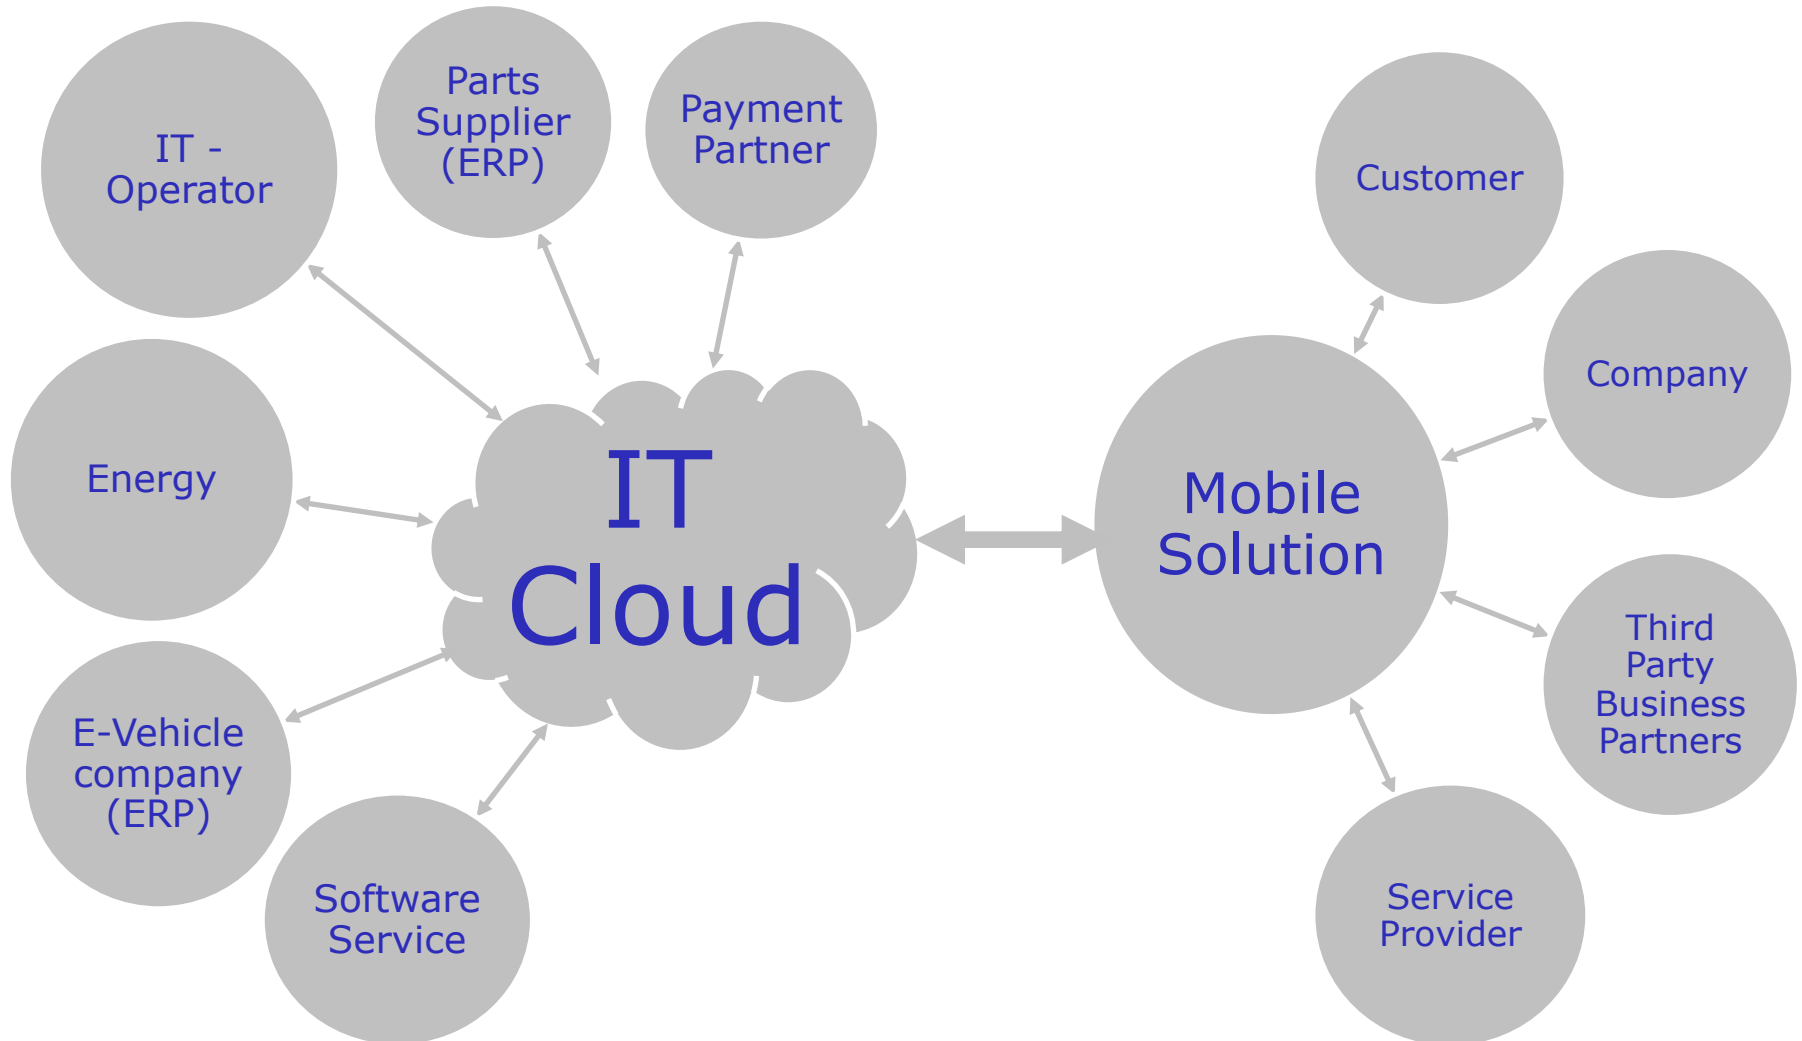 IT -
Operator
Parts
Supplier
(ERP)
Payment
Partner
Customer
Company
Energy
IT
Cloud
Mobile
Solution
Third
Party
Business
Partners
E-Vehicle
company
(ERP)
Software
Service
Service
Provider